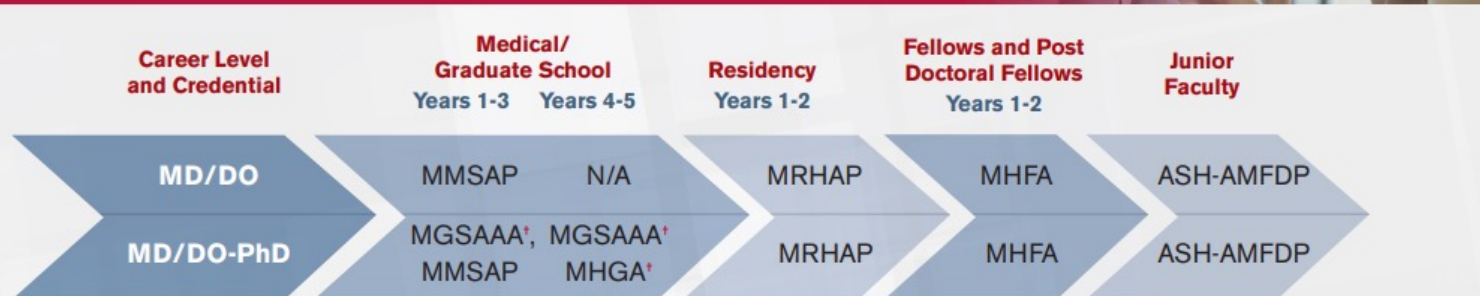 Career Level
and Credential
Medical/
Graduate School
Years 1-3 Years 4-5
Residency
Years 1-2
Fellows and Post
Doctoral Fellows
Years 1-2
Junior
Faculty
MD/DO MMSAP N/A MRHAP MHFA ASH-AMFDP
MD/DO-PhD MGSAAA†, MGSAAA† MRHAP MHFA ASH-AMFDP
MMSAP MHGA†